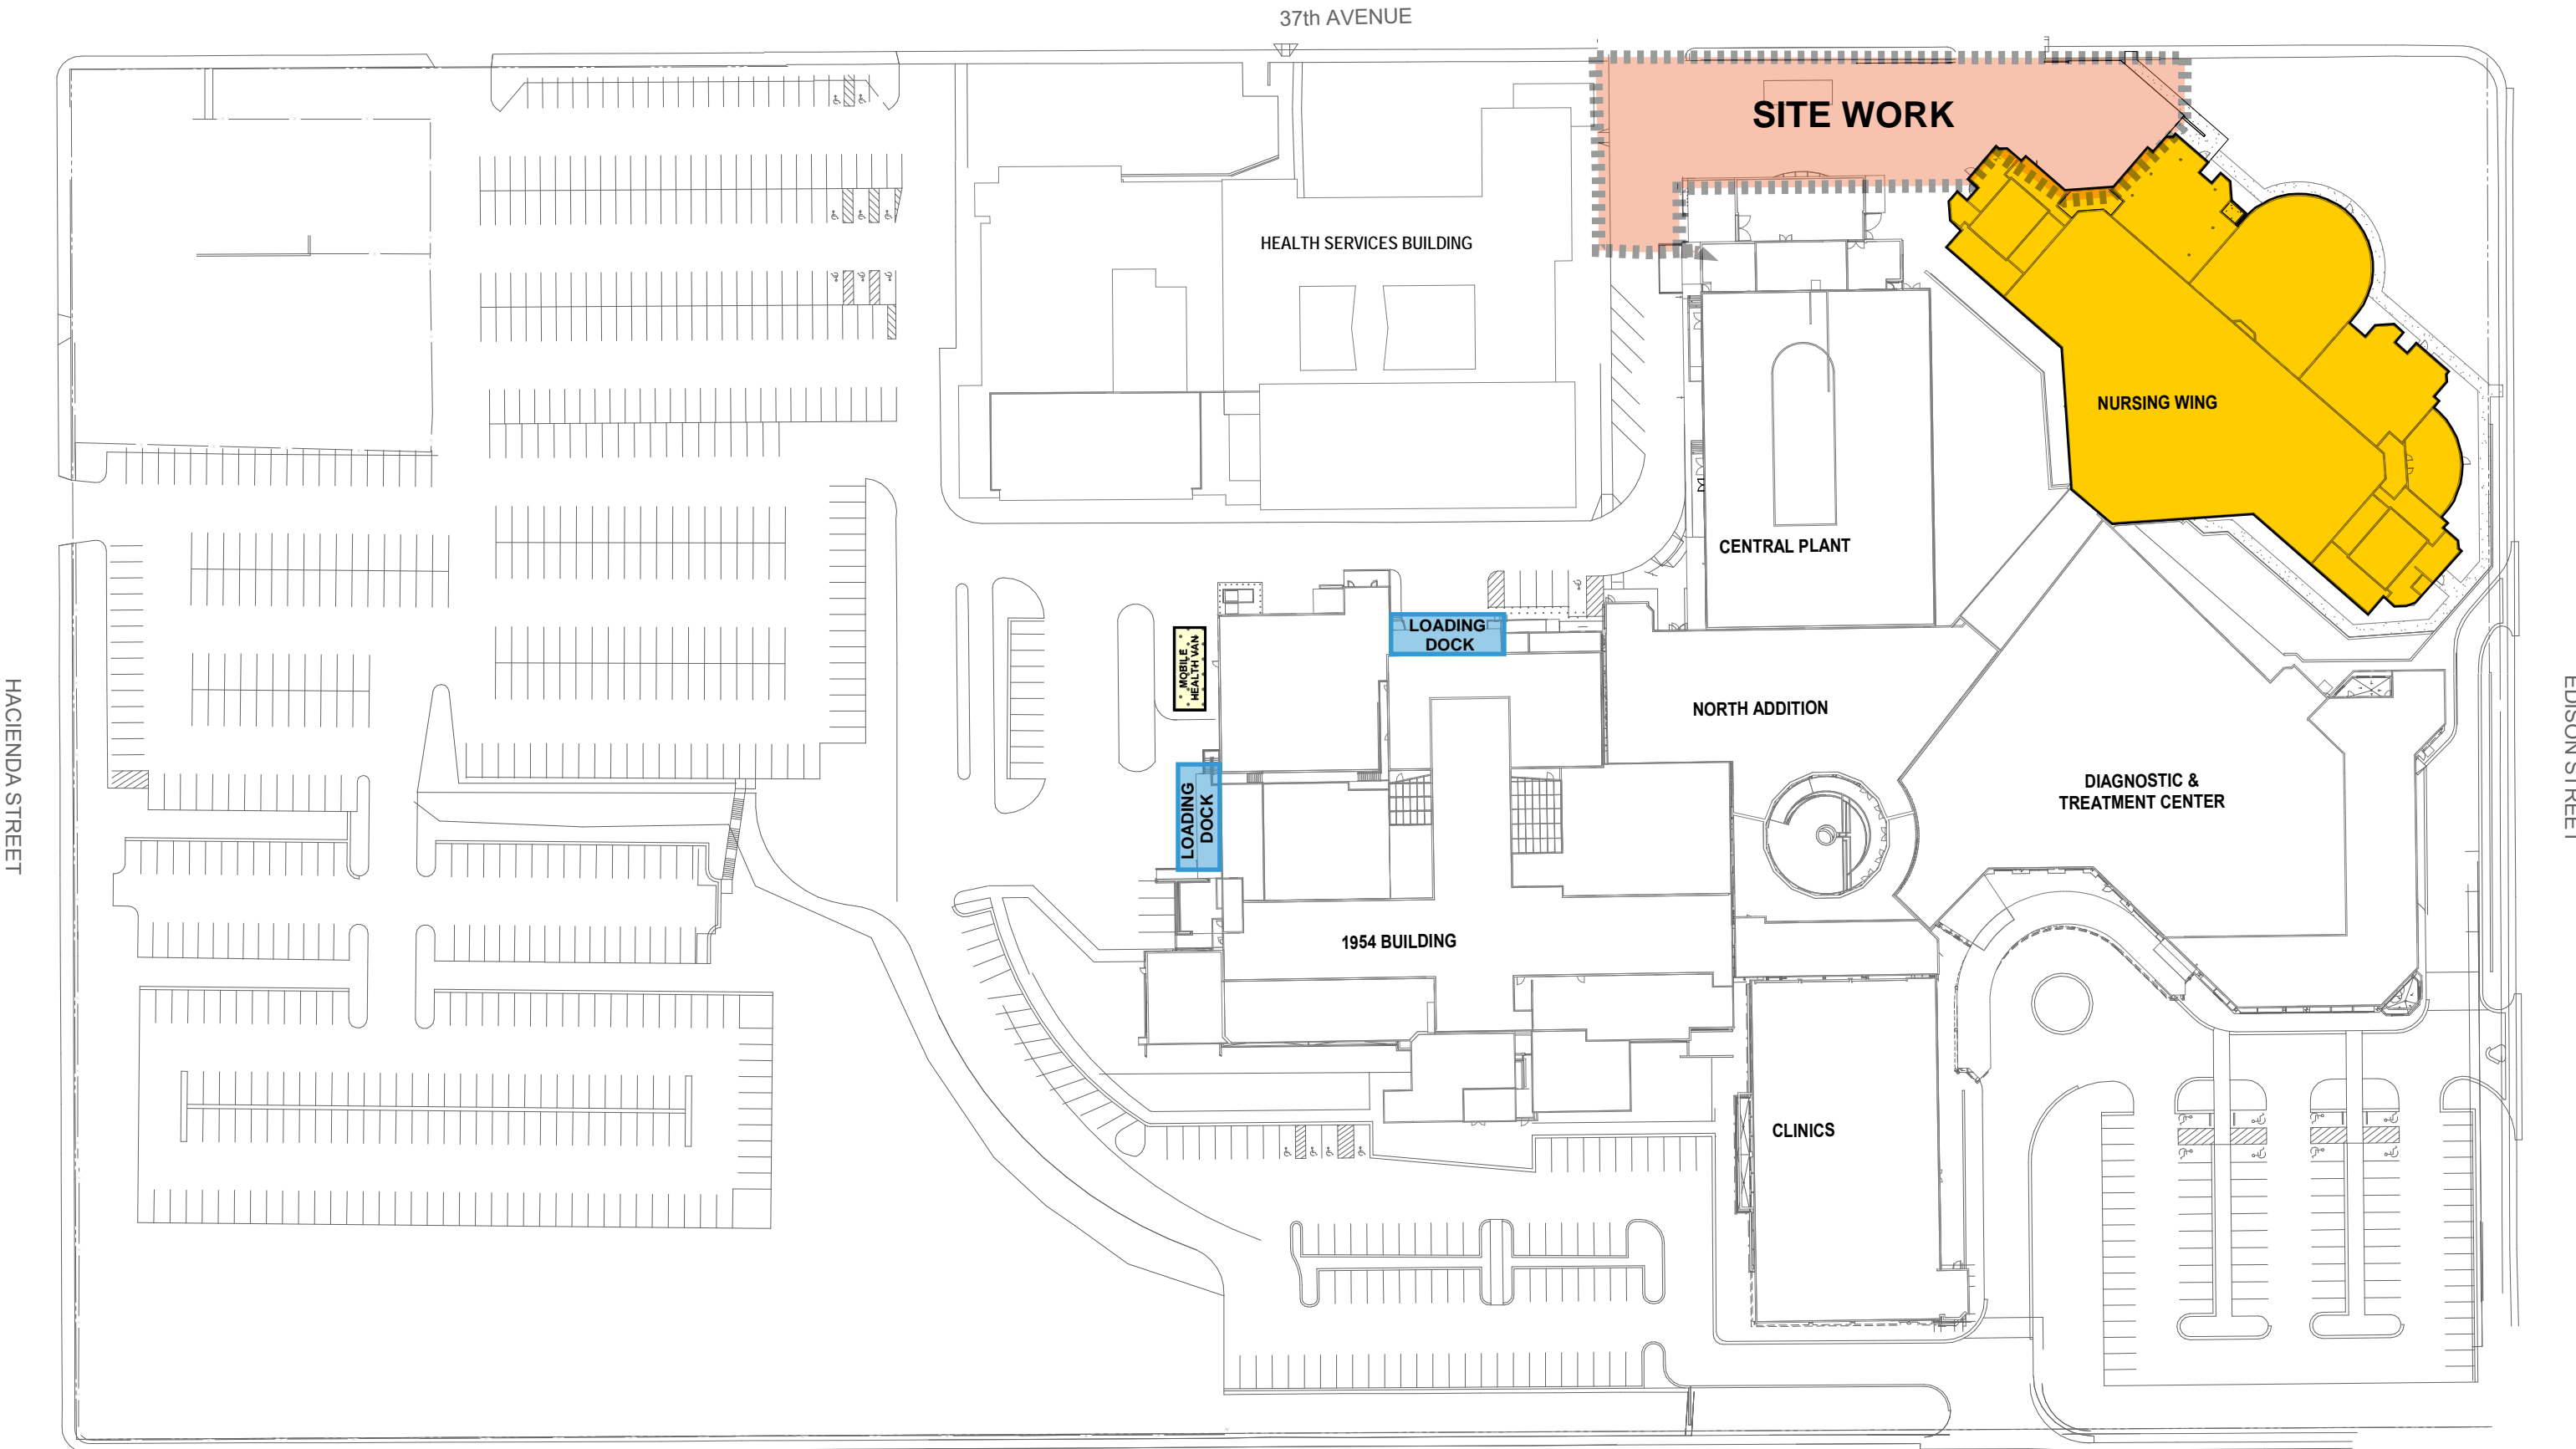 37th AVENUE
SITE WORK
HEALTH SERVICES BUILDING
NURSING WING
CENTRAL PLANT
LOADING
DOCK
MOBILE
HEALTH VAN
NORTH ADDITION
HACIENDA STREET
EDISON STREET
DIAGNOSTIC &
TREATMENT CENTER
LOADING
DOCK
1954 BUILDING
CLINICS